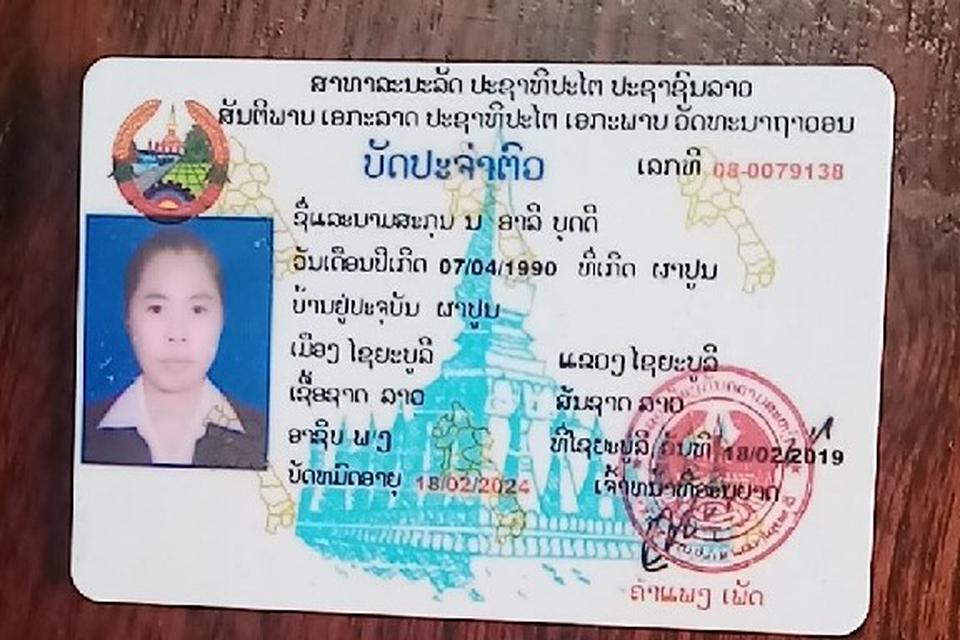 ສາທາລະນະລັດ ປະຊາທິປະໄຕ ປະຊາຊົນລາວ
ສັນຕິພາບ ເອກະລາດ ປະຊາທິປະໄຕ ເອກະພາບ ວັດທະນາຖາວອນ
ບັດປະຈຳຕົວ ເລກທີ 08-0079138
ຊື່ແລະນາມສະກຸນ ນ ອາລີ ບຸດດີ
ວັນເດືອນປີເກີດ 07/04/1990 ທີ່ເກີດ ຜາປູນ
ບ້ານຢູ່ປະຈຸບັນ ຜາປູນ
ເມືອງ ໄຊຍະບູລີ ແຂວງ ໄຊຍະບູລີ
ເຊື້ອຊາດ ລາວ ສັນຊາດ ລາວ
ອາຊີບ ທີ່ໄຊຍະບູລີ, ວັນທີ 18/02/2019
ບັດໝົດອາຍຸ 18/02/2024 ເຈົ້າໜ້າທີ່ອະນຸຍາດ
ຄຳແພງ ເພັດ